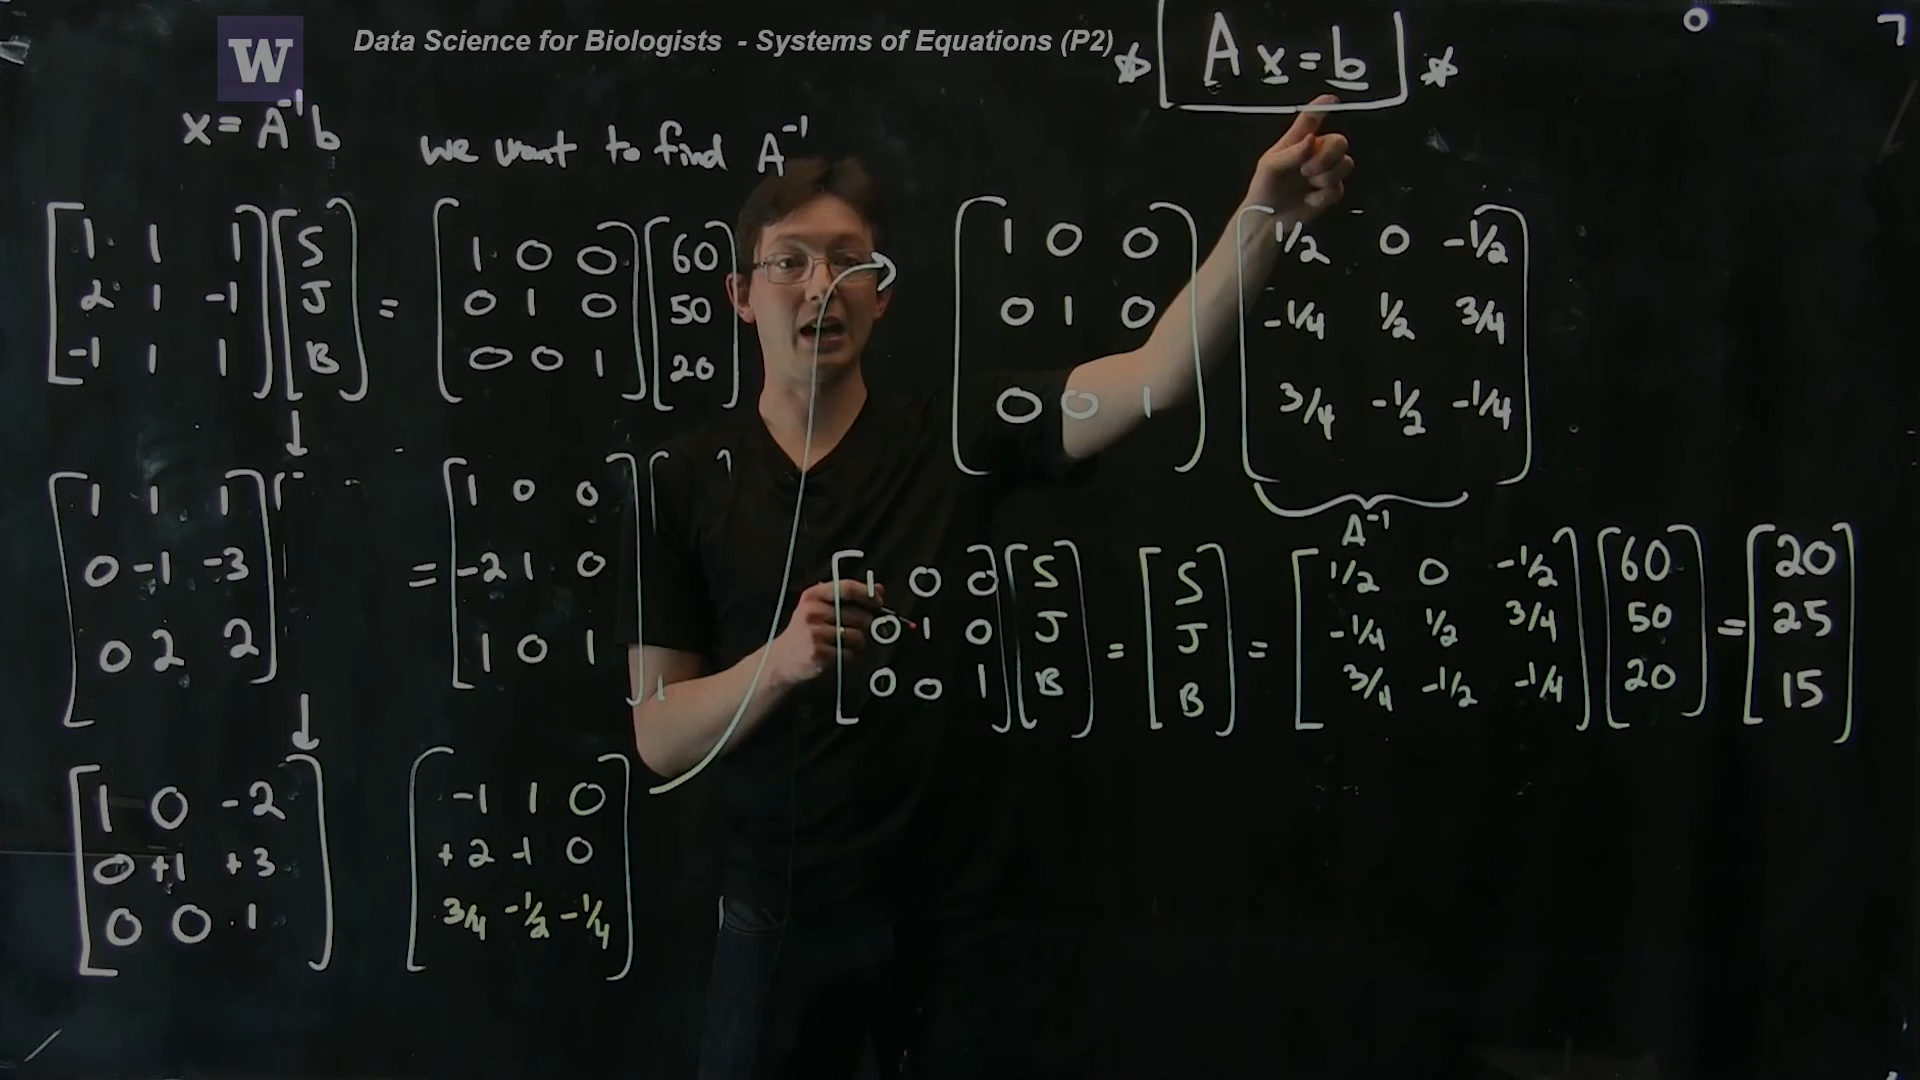 W
Data Science for Biologists - Systems of Equations (P2)
* [A x = b] *
0 7
x = A⁻¹b
we want to find A⁻¹
[1 1 1] [S] = [1 0 0] [60]
[2 1 -1] [J] [0 1 0] [50]
[-1 1 1] [B] [0 0 1] [20]
↓
[1 1 1] = [1 0 0]
[0 -1 -3] [-2 1 0]
[0 2 2] [1 0 1]
↓
[1 0 -2] [-1 1 0]
[0 +1 +3] [+2 -1 0]
[0 0 1] [3/4 -1/2 -1/4]
→
[1 0 0] [1/2 0 -1/2]
[0 1 0] [-1/4 1/2 3/4]
[0 0 1] [3/4 -1/2 -1/4]
A⁻¹
[1 0 0] [S] = [S] = [1/2 0 -1/2] [60] = [20]
[0 1 0] [J] [J] [-1/4 1/2 3/4] [50] [25]
[0 0 1] [B] [B] [3/4 -1/2 -1/4] [20] [15]